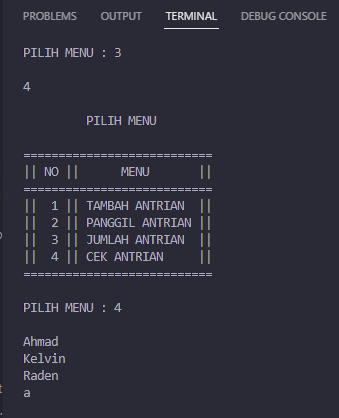 PROBLEMS OUTPUT TERMINAL DEBUG CONSOLE
PILIH MENU : 3
4
PILIH MENU
===========================
|| NO || MENU ||
===========================
|| 1 || TAMBAH ANTRIAN ||
|| 2 || PANGGIL ANTRIAN ||
|| 3 || JUMLAH ANTRIAN ||
|| 4 || CEK ANTRIAN ||
===========================
PILIH MENU : 4
Ahmad
Kelvin
Raden
a